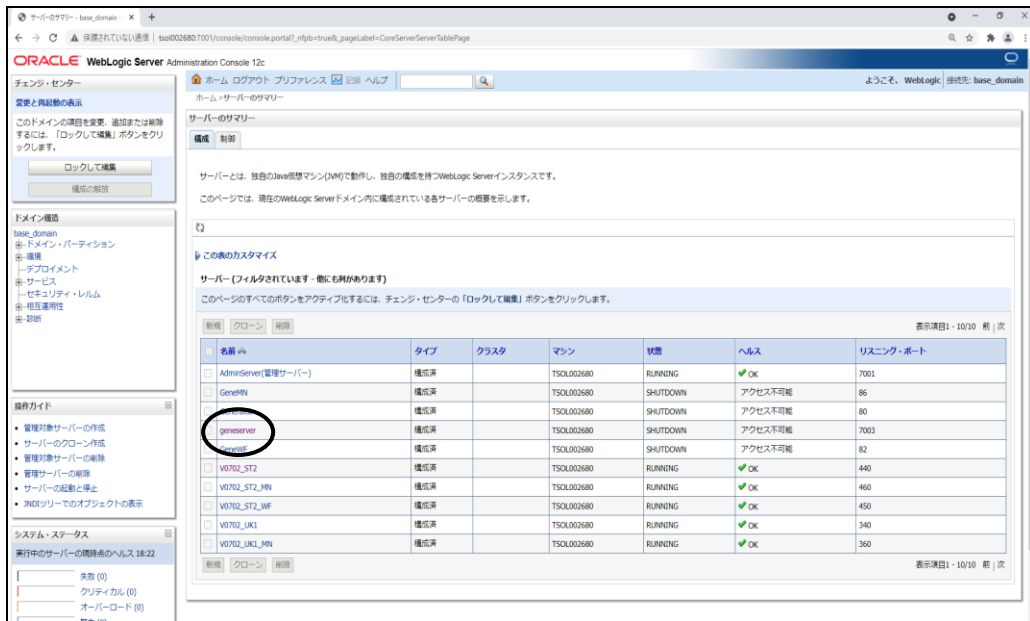 サーバーのサマリー - base_domain -
保護されていない通信 | tsol002680:7001/console/console.portal?_nfpb=true&_pageLabel=CoreServerServerTablePage
ORACLE WebLogic Server Administration Console 12c
チェンジ・センター
変更と再起動の表示
このドメインの項目を変更、追加または削除
するには、「ロックして編集」ボタンをクリ
ックします。
ロックして編集
構成の解放
ドメイン構造
base_domain
ドメイン・パーティション
環境
デプロイメント
サービス
セキュリティ・レルム
相互運用性
診断
操作ガイド
管理対象サーバーの作成
サーバーのクローン作成
管理対象サーバーの削除
管理サーバーの削除
サーバーの起動と停止
JNDIツリーでのオブジェクトの表示
システム・ステータス
実行中のサーバーの現時点のヘルス 18:22
失敗 (0)
クリティカル (0)
オーバーロード (0)
ホーム ログアウト プリファレンス 記録 ヘルプ
ようこそ、WebLogic 接続先: base_domain
ホーム >サーバーのサマリー
サーバーのサマリー
構成 制御
サーバーとは、独自のJava仮想マシン(JVM)で動作し、独自の構成を持つWebLogic Serverインスタンスです。
このページでは、現在のWebLogic Serverドメイン内に構成されている各サーバーの概要を示します。
この表のカスタマイズ
サーバー (フィルタされています - 他にも列があります)
このページのすべてのボタンをアクティブ化するには、チェンジ・センターの「ロックして編集」ボタンをクリックします。
新規 クローン 削除 表示項目1 - 10/10 前 | 次
名前 タイプ クラスタ マシン 状態 ヘルス リスニング・ポート
AdminServer(管理サーバー) 構成済 TSOL002680 RUNNING OK 7001
GeneMN 構成済 TSOL002680 SHUTDOWN アクセス不可能 86
構成済 TSOL002680 SHUTDOWN アクセス不可能 80
geneserver 構成済 TSOL002680 SHUTDOWN アクセス不可能 7003
GeneWF 構成済 TSOL002680 SHUTDOWN アクセス不可能 82
V0702_ST2 構成済 TSOL002680 RUNNING OK 440
V0702_ST2_MN 構成済 TSOL002680 RUNNING OK 460
V0702_ST2_WF 構成済 TSOL002680 RUNNING OK 450
V0702_UK1 構成済 TSOL002680 RUNNING OK 340
V0702_UK1_MN 構成済 TSOL002680 RUNNING OK 360
新規 クローン 削除 表示項目1 - 10/10 前 | 次